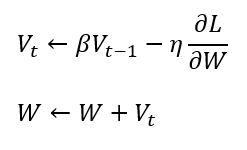 V_t ← βV_{t−1} − η ∂L/∂W
W ← W + V_t